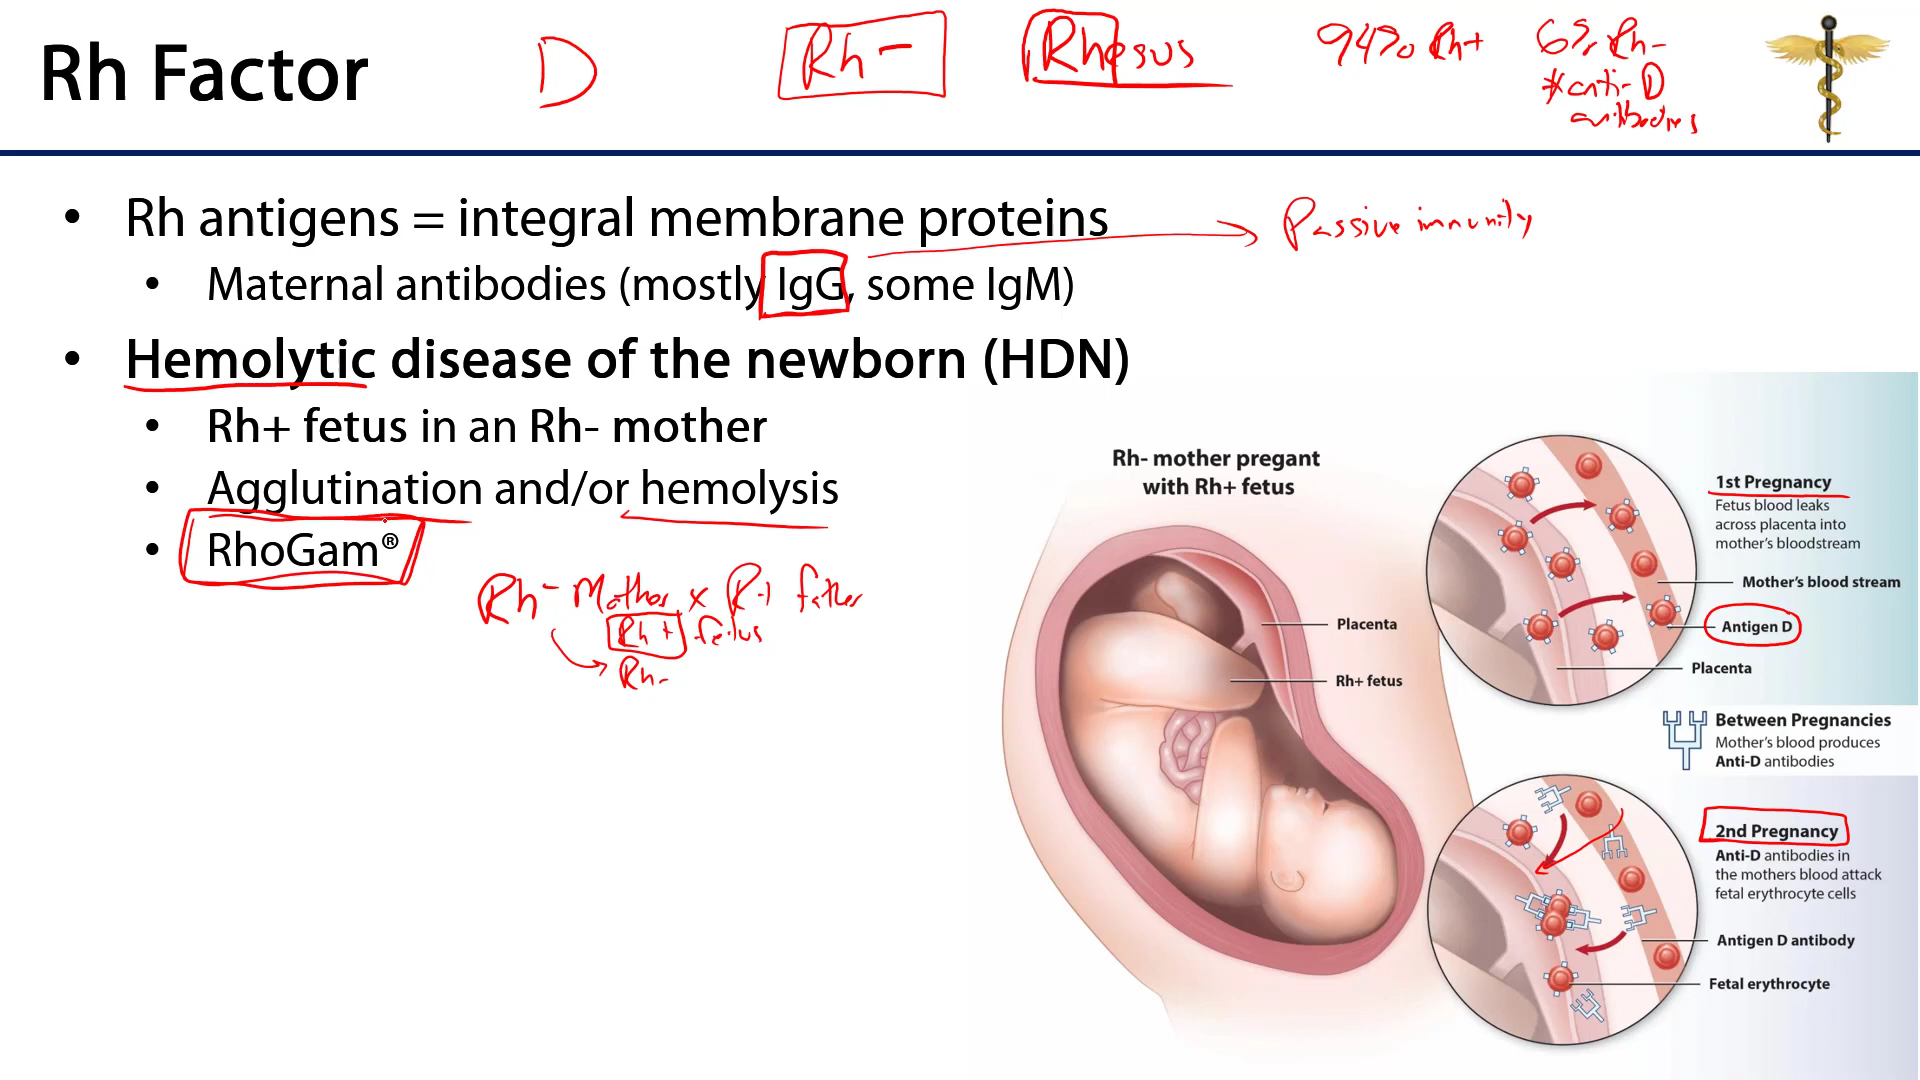 Rh Factor
D
Rh-
Rhesus
94% Rh+
6% Rh-
*anti-D
antibodies
• Rh antigens = integral membrane proteins
Passive immunity
• Maternal antibodies (mostly IgG, some IgM)
• Hemolytic disease of the newborn (HDN)
• Rh+ fetus in an Rh- mother
• Agglutination and/or hemolysis
• RhoGam®
Rh- Mother x R+ father
Rh+ fetus
Rh-
Rh- mother pregant
with Rh+ fetus
Placenta
Rh+ fetus
1st Pregnancy
Fetus blood leaks
across placenta into
mother's bloodstream
Mother's blood stream
Antigen D
Placenta
Between Pregnancies
Mother's blood produces
Anti-D antibodies
2nd Pregnancy
Anti-D antibodies in
the mothers blood attack
fetal erythrocyte cells
Antigen D antibody
Fetal erythrocyte